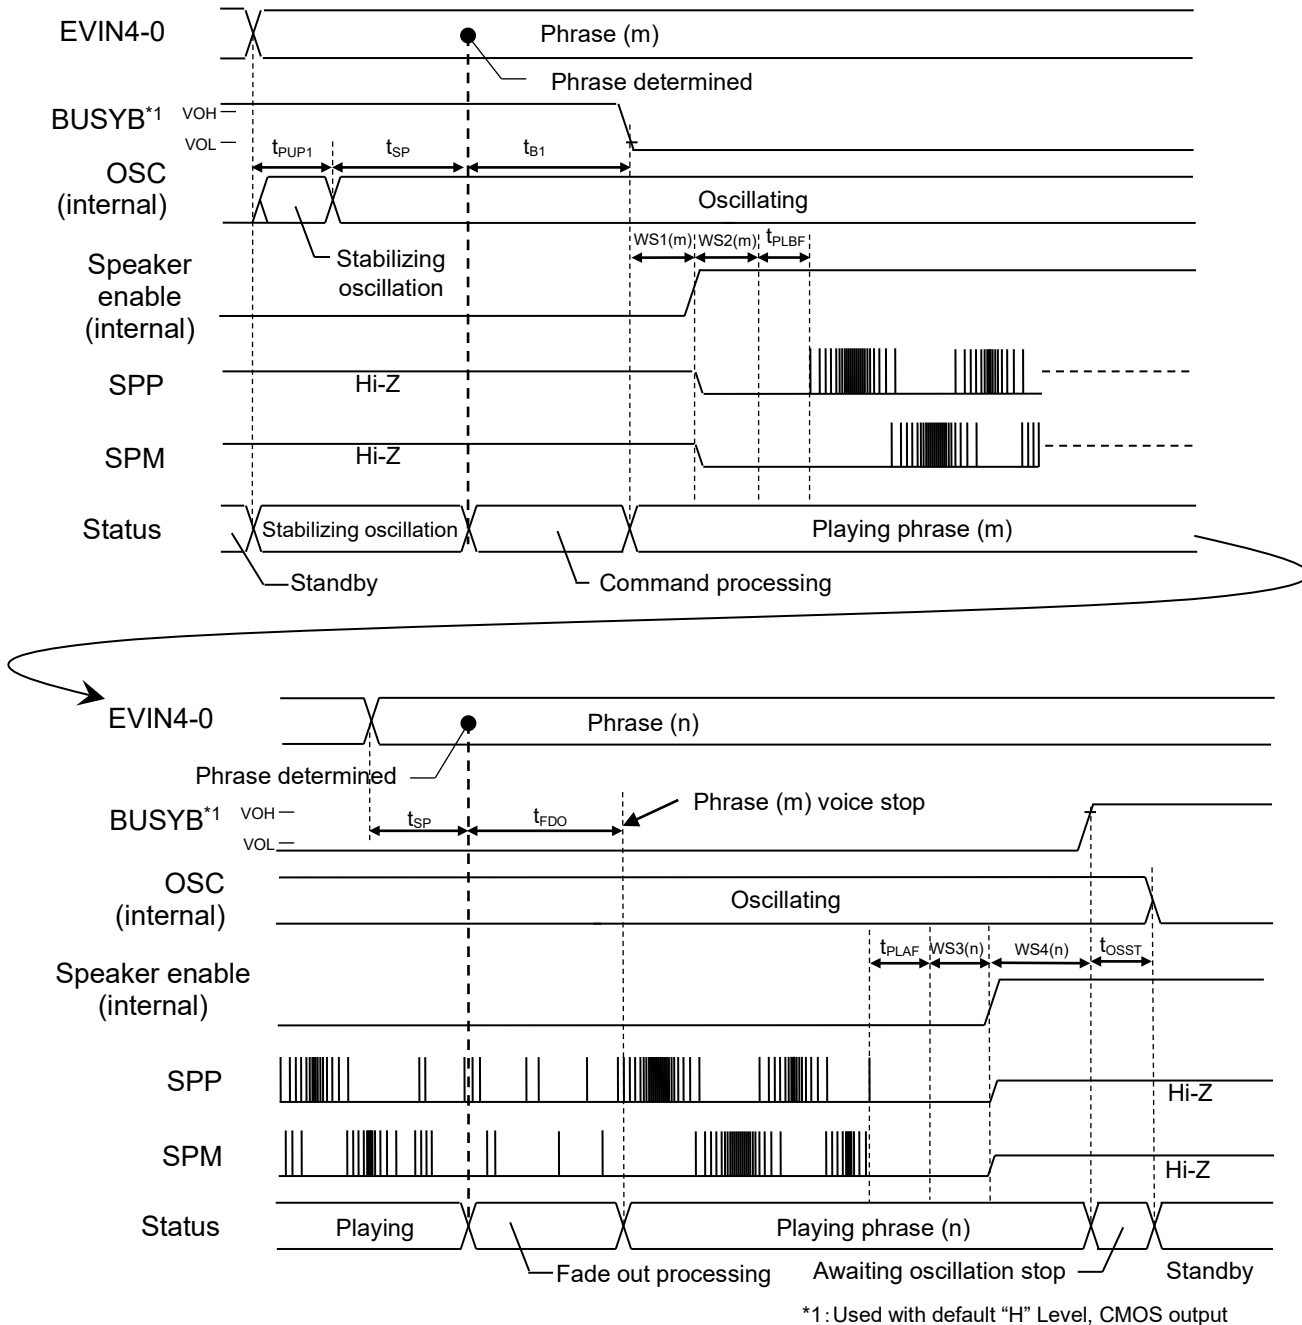 EVIN4-0
Phrase (m)
Phrase determined
BUSYB*1
VOH
VOL
tPUP1
tSP
tB1
OSC
(internal)
Oscillating
Stabilizing
oscillation
WS1(m)
WS2(m)
tPLBF
Speaker
enable
(internal)
SPP
Hi-Z
SPM
Hi-Z
Status
Stabilizing oscillation
Playing phrase (m)
Standby
Command processing
EVIN4-0
Phrase (n)
Phrase determined
BUSYB*1
VOH
VOL
tSP
tFDO
Phrase (m) voice stop
OSC
(internal)
Oscillating
tPLAF
WS3(n)
WS4(n)
tOSST
Speaker enable
(internal)
SPP
Hi-Z
SPM
Hi-Z
Status
Playing
Playing phrase (n)
Fade out processing
Awaiting oscillation stop
Standby
*1:Used with default “H” Level, CMOS output